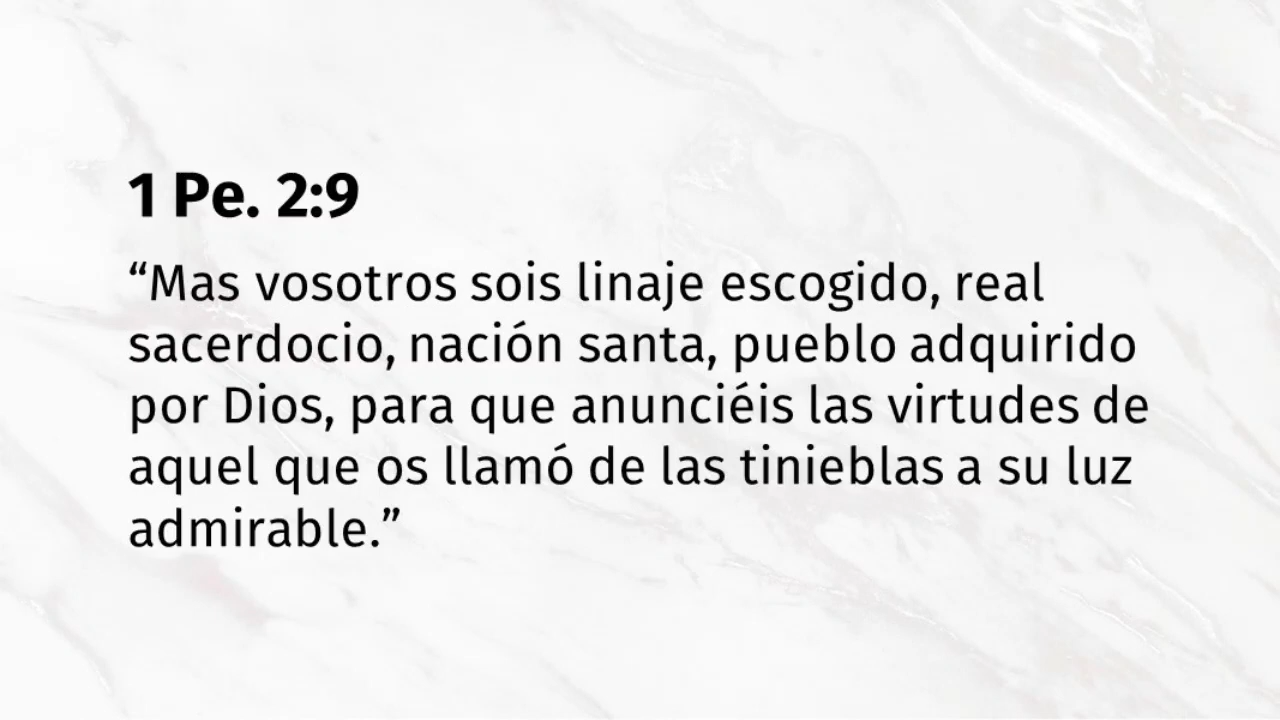 1 Pe. 2:9
“Mas vosotros sois linaje escogido, real
sacerdocio, nación santa, pueblo adquirido
por Dios, para que anunciéis las virtudes de
aquel que os llamó de las tinieblas a su luz
admirable.”